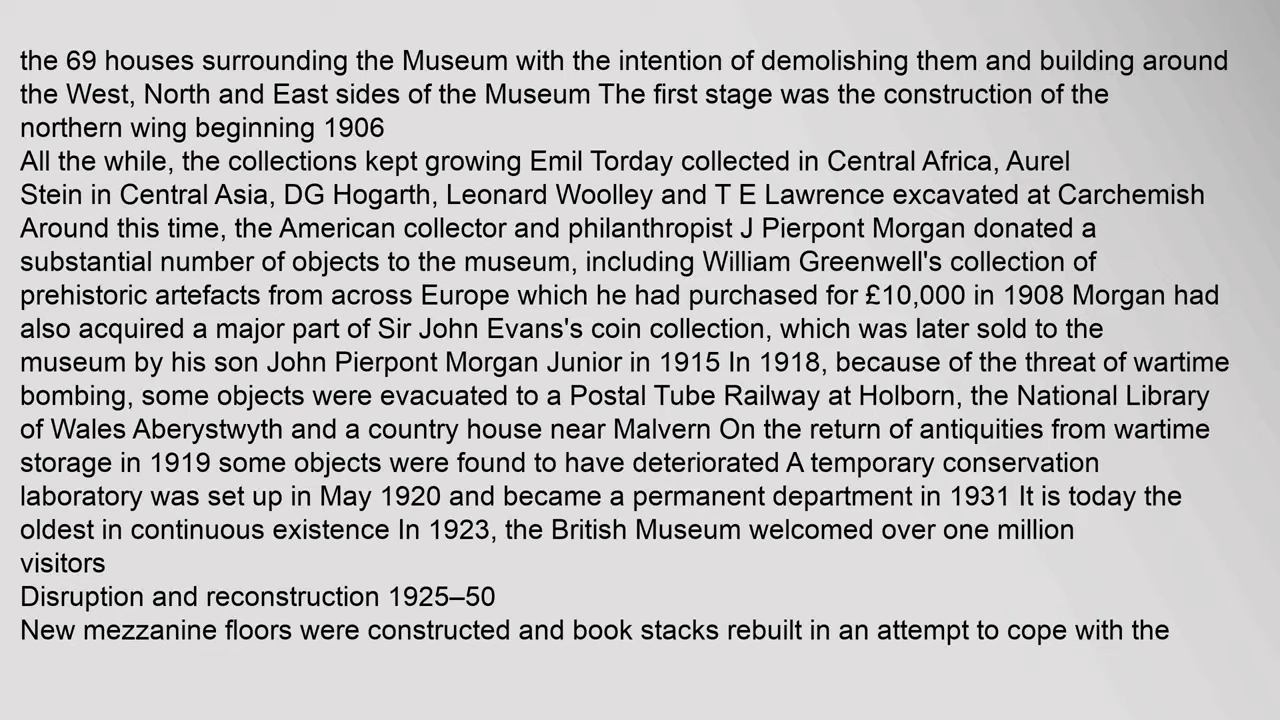 the 69 houses surrounding the Museum with the intention of demolishing them and building around
the West, North and East sides of the Museum The first stage was the construction of the
northern wing beginning 1906
All the while, the collections kept growing Emil Torday collected in Central Africa, Aurel
Stein in Central Asia, DG Hogarth, Leonard Woolley and T E Lawrence excavated at Carchemish
Around this time, the American collector and philanthropist J Pierpont Morgan donated a
substantial number of objects to the museum, including William Greenwell's collection of
prehistoric artefacts from across Europe which he had purchased for £10,000 in 1908 Morgan had
also acquired a major part of Sir John Evans's coin collection, which was later sold to the
museum by his son John Pierpont Morgan Junior in 1915 In 1918, because of the threat of wartime
bombing, some objects were evacuated to a Postal Tube Railway at Holborn, the National Library
of Wales Aberystwyth and a country house near Malvern On the return of antiquities from wartime
storage in 1919 some objects were found to have deteriorated A temporary conservation
laboratory was set up in May 1920 and became a permanent department in 1931 It is today the
oldest in continuous existence In 1923, the British Museum welcomed over one million
visitors
Disruption and reconstruction 1925–50
New mezzanine floors were constructed and book stacks rebuilt in an attempt to cope with the